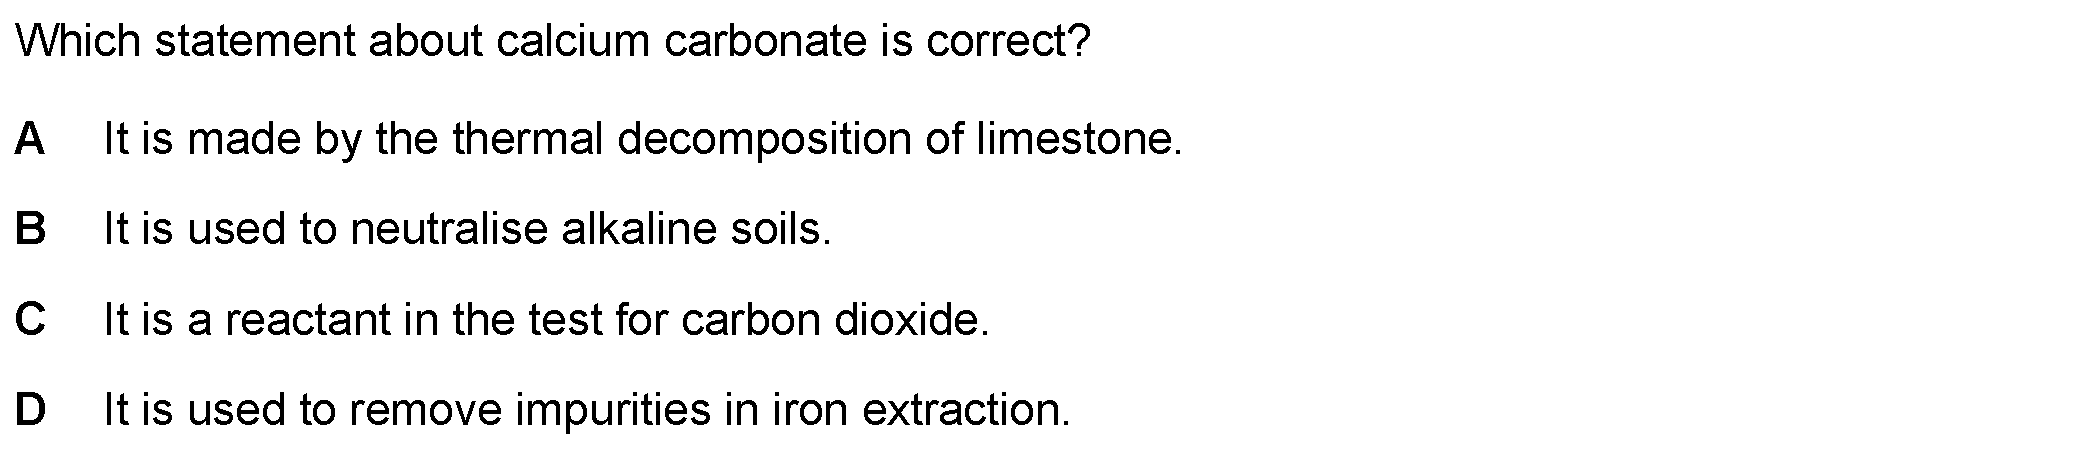 Which statement about calcium carbonate is correct?
A It is made by the thermal decomposition of limestone.
B It is used to neutralise alkaline soils.
C It is a reactant in the test for carbon dioxide.
D It is used to remove impurities in iron extraction.